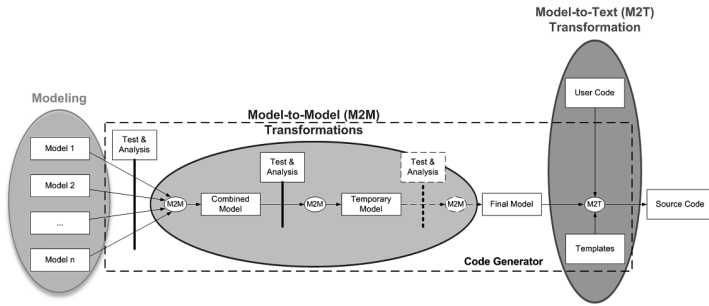 Model-to-Text (M2T)
Transformation
Modeling
Model-to-Model (M2M)
Transformations
User Code
Test &
Analysis
Model 1
Test &
Analysis
Test &
Analysis
Model 2
M2M
Combined
Model
M2M
Temporary
Model
M2M
Final Model
M2T
Source Code
...
Model n
Templates
Code Generator